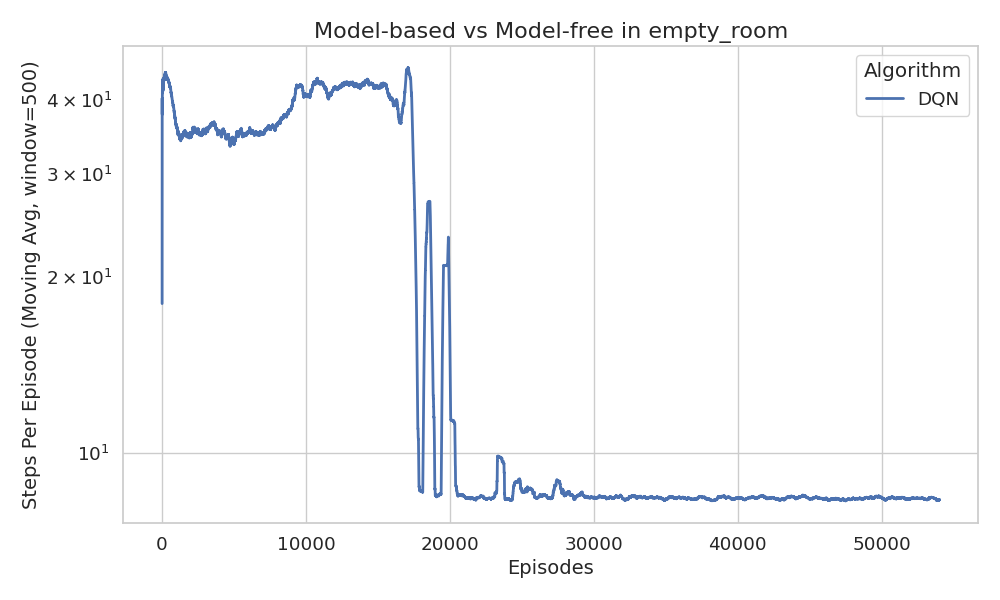 Model-based vs Model-free in empty_room
Steps Per Episode (Moving Avg, window=500)
4 × 10¹
3 × 10¹
2 × 10¹
10¹
Algorithm
DQN
0
10000
20000
30000
40000
50000
Episodes